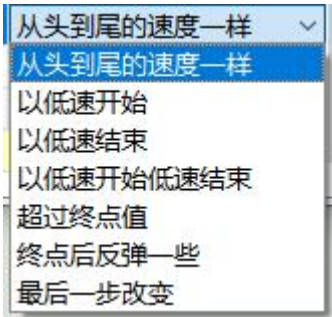 从头到尾的速度一样
从头到尾的速度一样
以低速开始
以低速结束
以低速开始低速结束
超过终点值
终点后反弹一些
最后一步改变